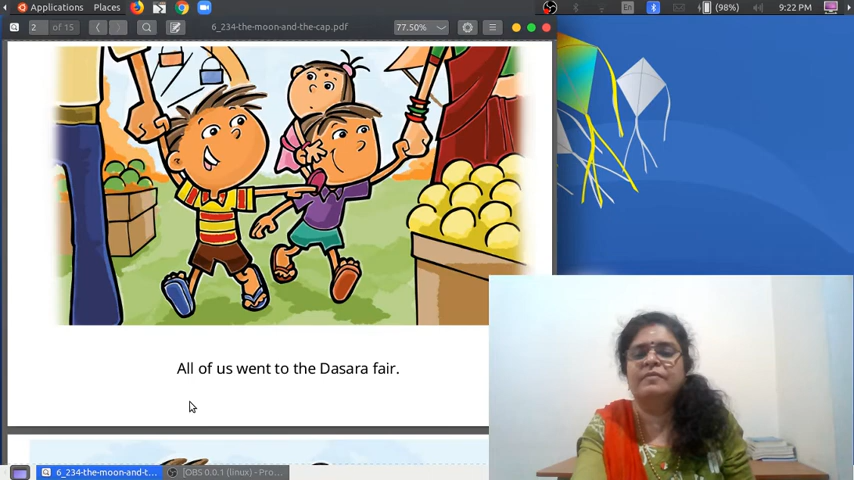 Applications Places En (98%) 9:22 PM
2 of 15 6_234-the-moon-and-the-cap.pdf 77.50%
All of us went to the Dasara fair.
6_234-the-moon-and-t... [OBS 0.0.1 (linux) - Pro...